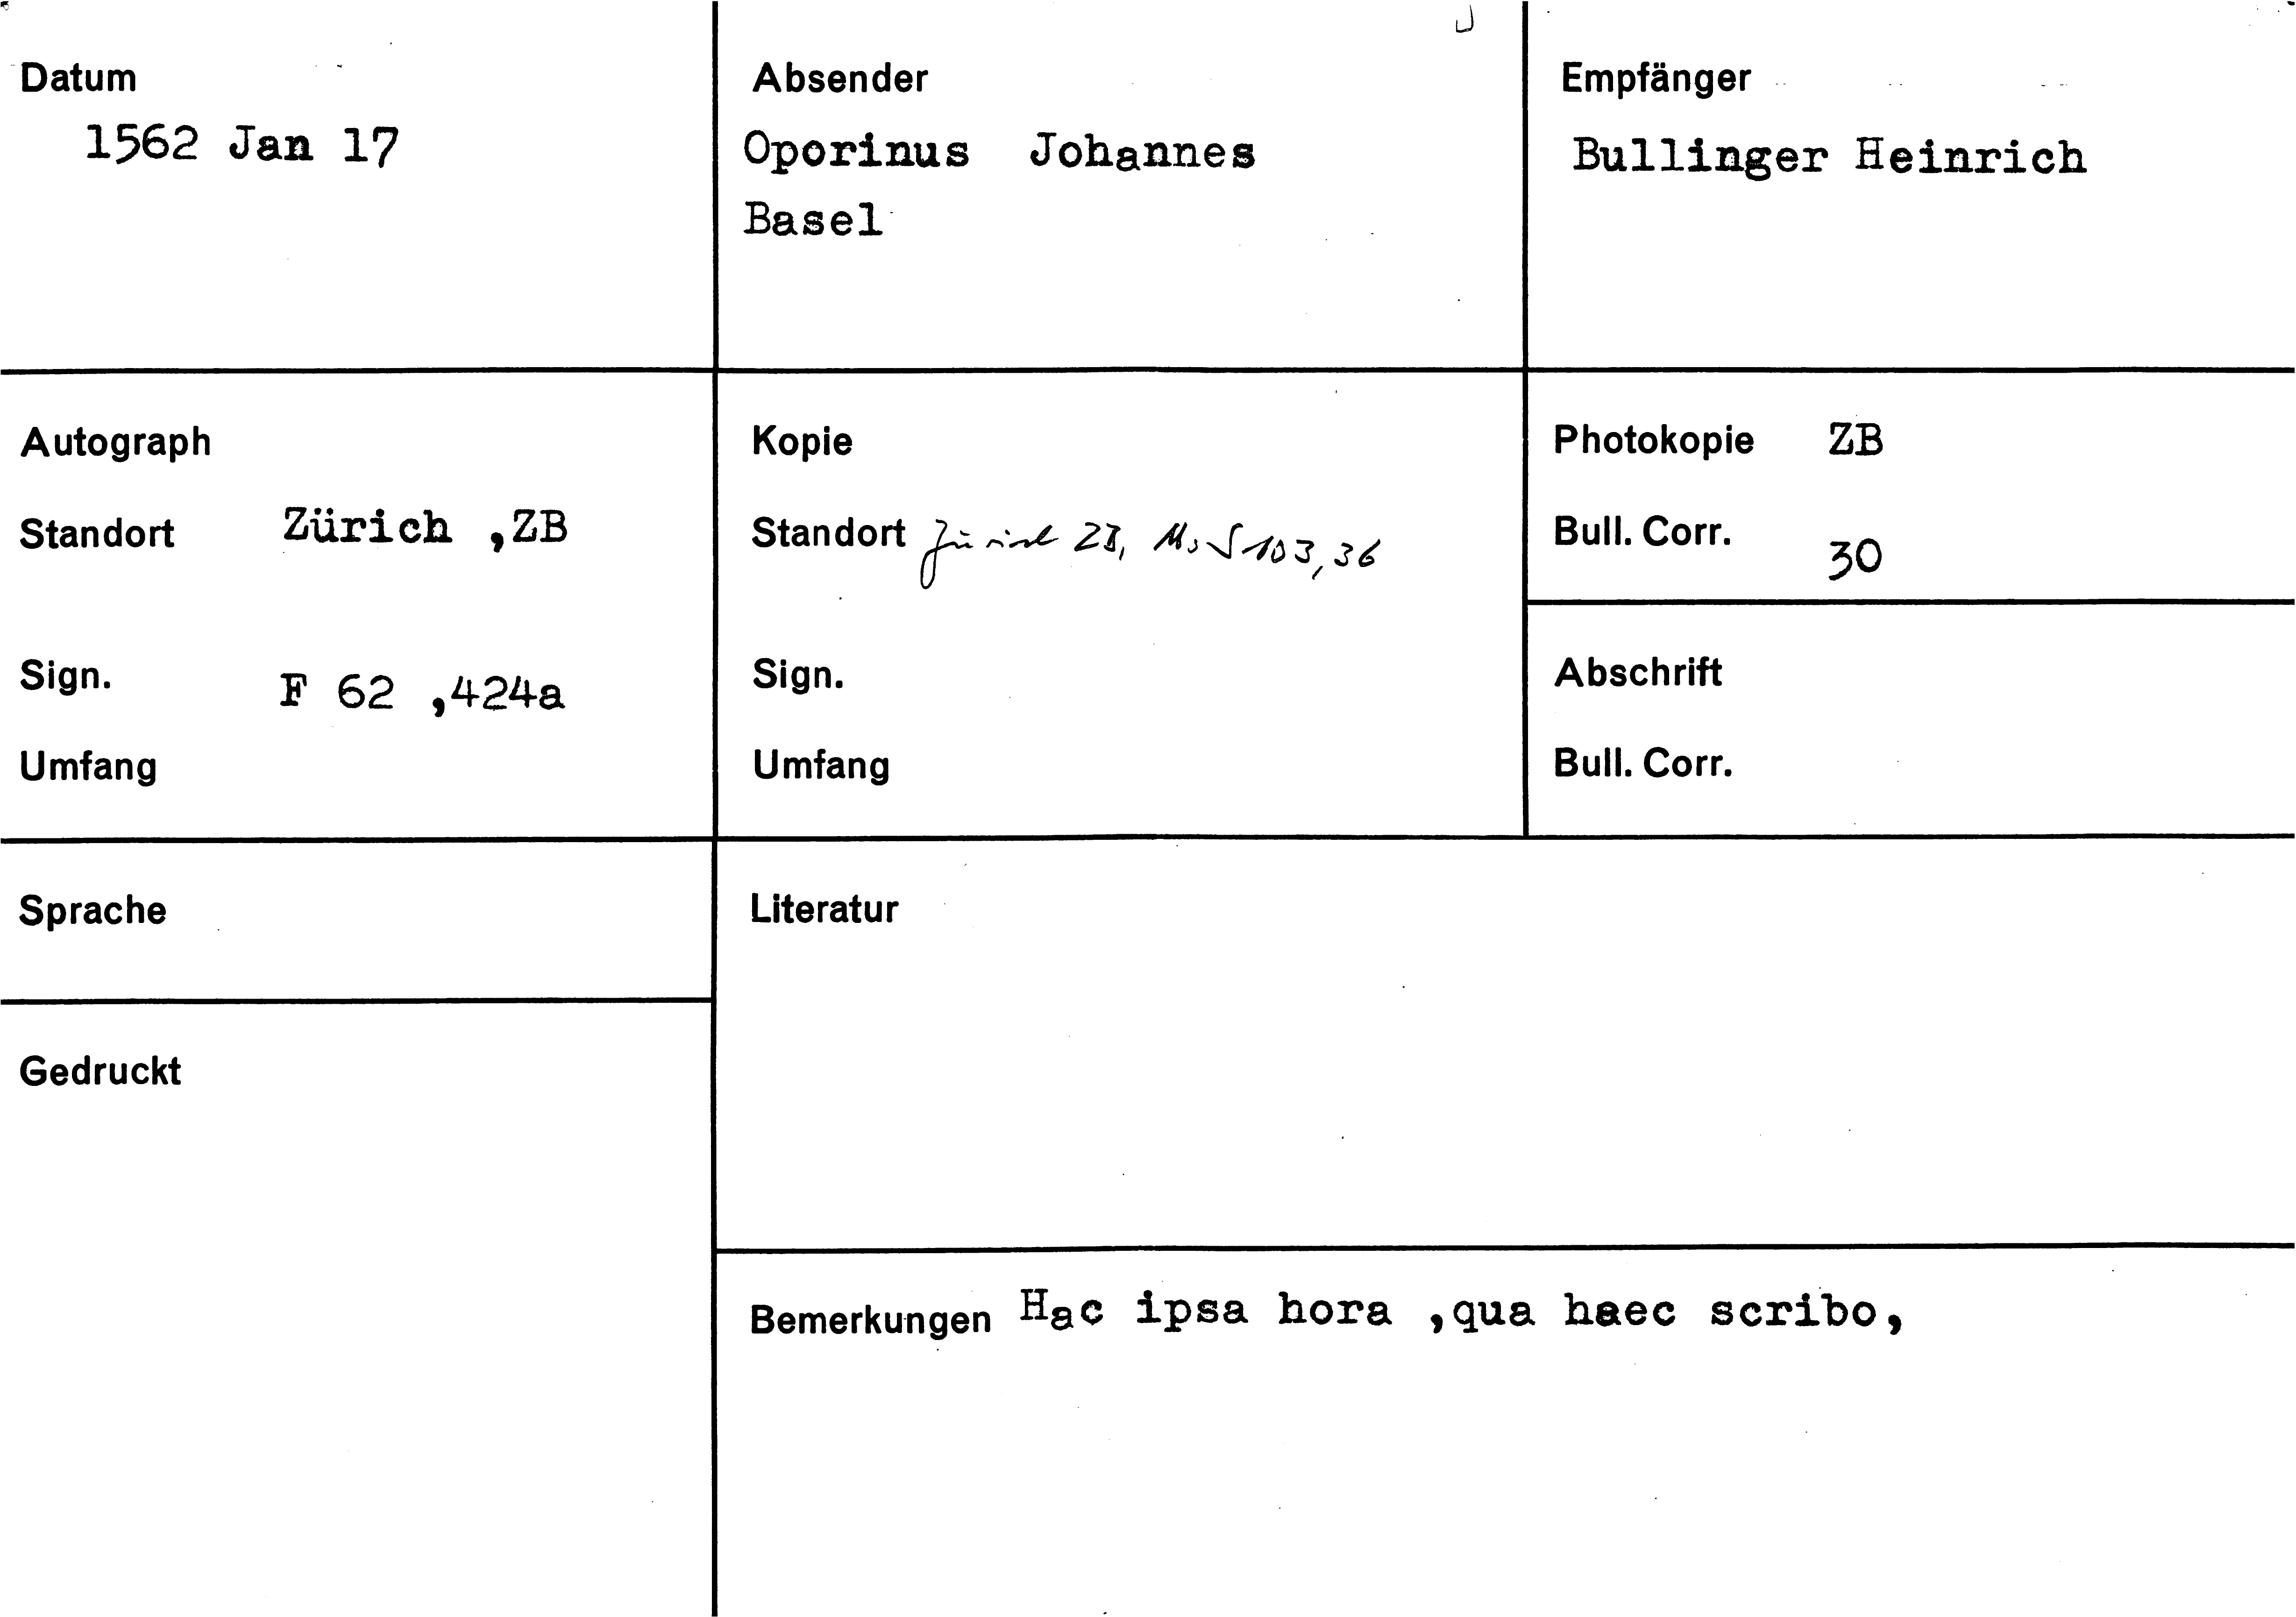 Datum
1562 Jan 17
Absender
Oporinus Johannes
Basel
Empfänger
Bullinger Heinrich
Autograph
Standort Zürich ,ZB
Sign. F 62 ,424a
Umfang
Kopie
Standort Zürich ZB, Ms S 103, 36
Sign.
Umfang
Photokopie ZB
Bull. Corr. 30
Abschrift
Bull. Corr.
Sprache
Gedruckt
Literatur
Bemerkungen Hac ipsa hora ,qua haec scribo,